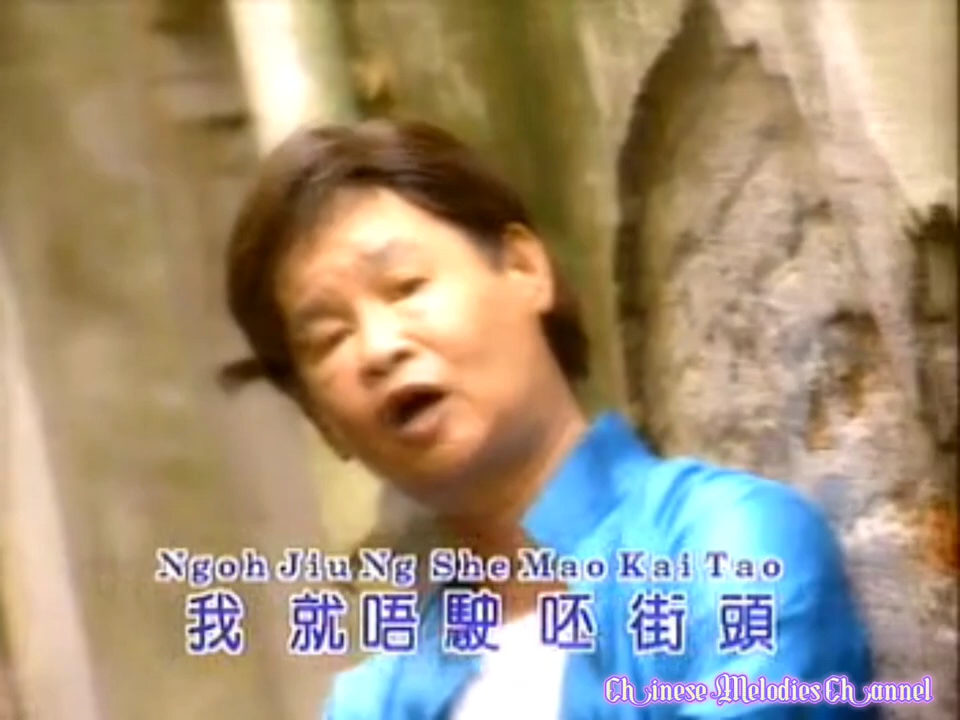 Ngoh Jiu Ng She Mao Kai Tao
我就唔駛呸街頭
Chinese Melodies Channel